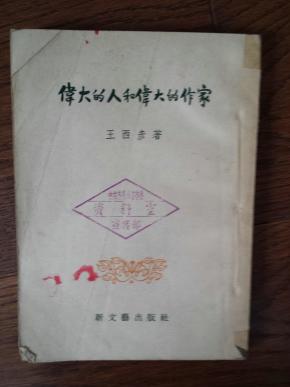 偉大的人和偉大的作家
王西彥著
資料室
新文藝出版社